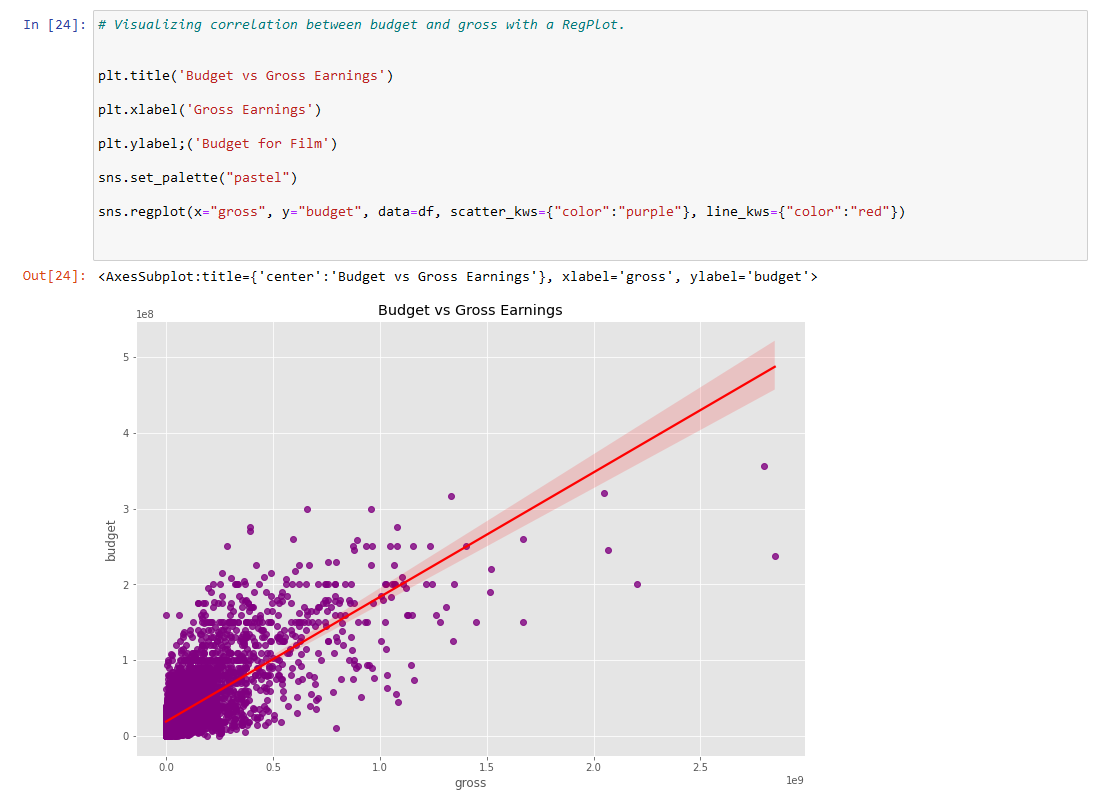 In [24]: # Visualizing correlation between budget and gross with a RegPlot.
plt.title('Budget vs Gross Earnings')
plt.xlabel('Gross Earnings')
plt.ylabel;('Budget for Film')
sns.set_palette("pastel")
sns.regplot(x="gross", y="budget", data=df, scatter_kws={"color":"purple"}, line_kws={"color":"red"})
Out[24]: <AxesSubplot:title={'center':'Budget vs Gross Earnings'}, xlabel='gross', ylabel='budget'>
Budget vs Gross Earnings
1e8
5
4
3
2
1
0
budget
0.0 0.5 1.0 1.5 2.0 2.5
1e9
gross